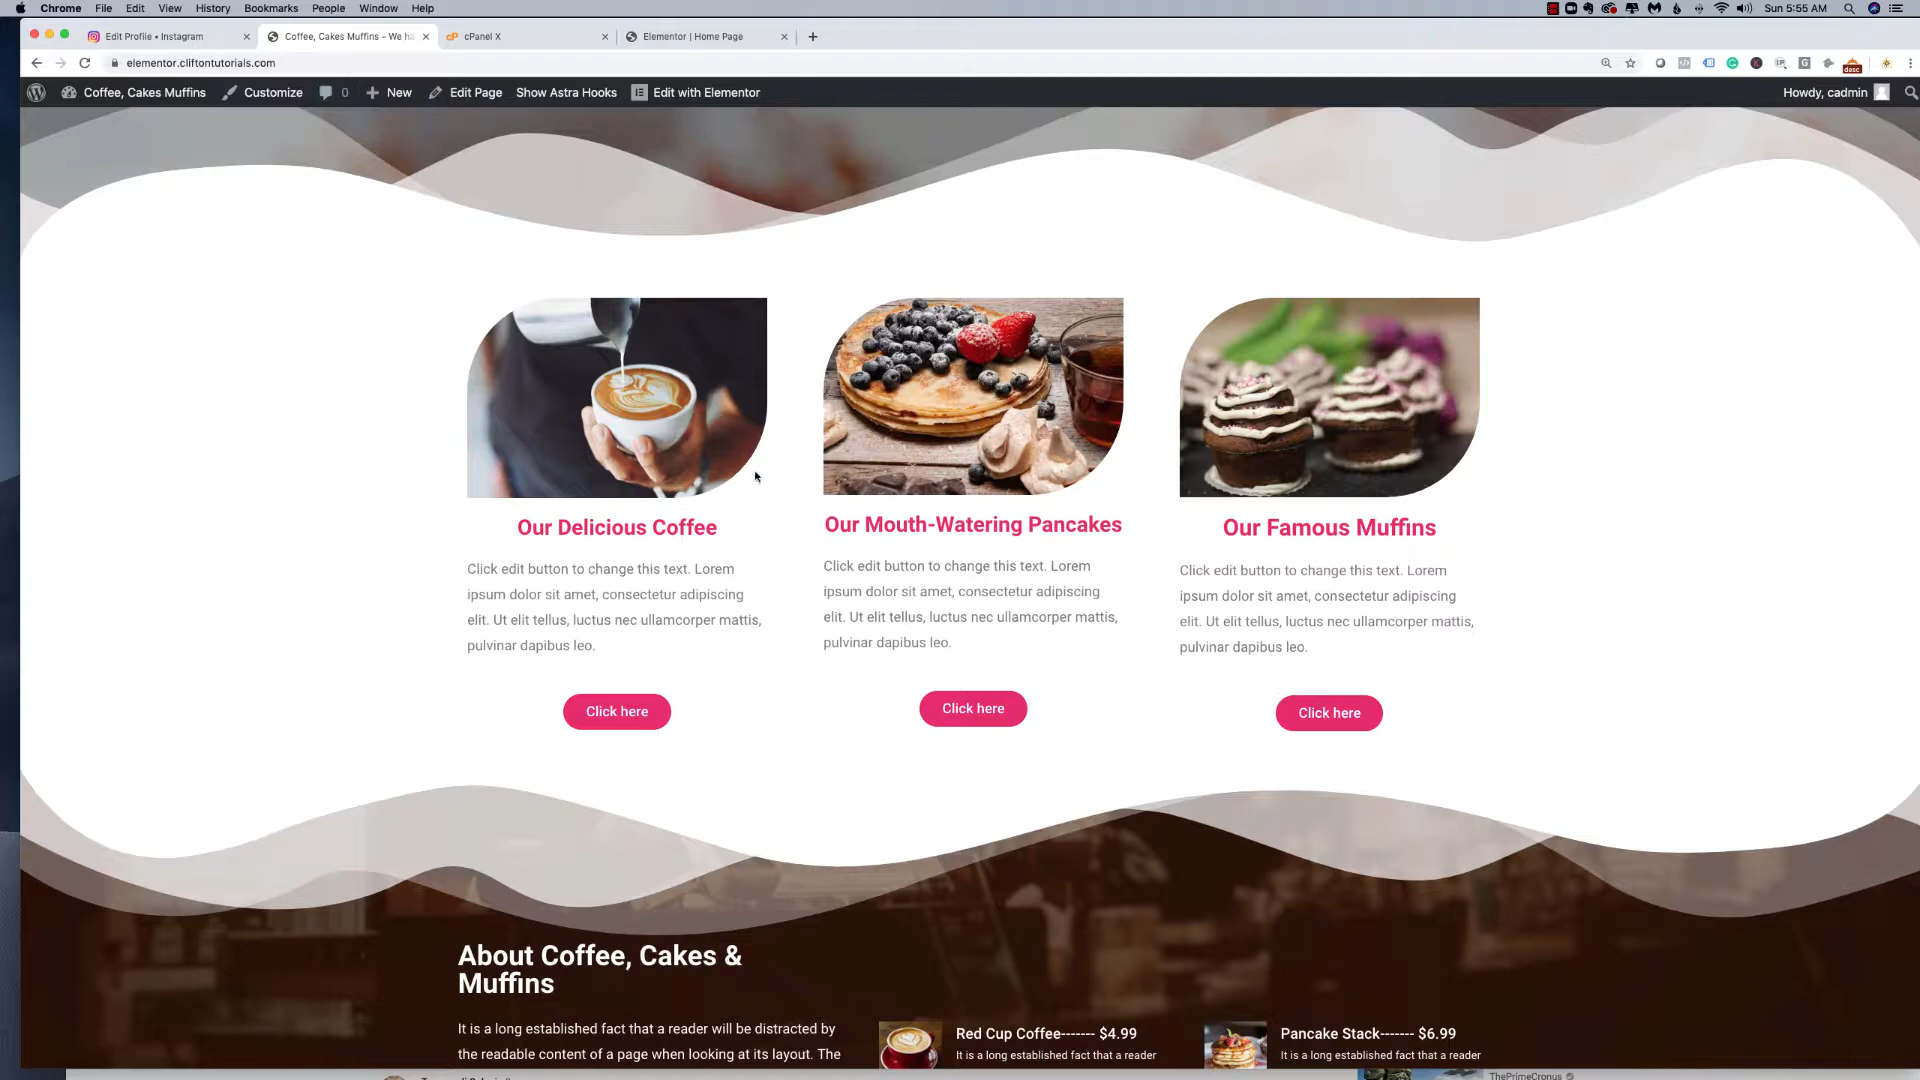 Chrome File Edit View History Bookmarks People Window Help
Sun 5:55 AM
Edit Profile • Instagram
Coffee, Cakes Muffins – We ha
cPanel X
Elementor | Home Page
elementor.cliftontutorials.com
Coffee, Cakes Muffins Customize 0 New Edit Page Show Astra Hooks Edit with Elementor
Howdy, cadmin
Our Delicious Coffee
Click edit button to change this text. Lorem
ipsum dolor sit amet, consectetur adipiscing
elit. Ut elit tellus, luctus nec ullamcorper mattis,
pulvinar dapibus leo.
Click here
Our Mouth-Watering Pancakes
Click edit button to change this text. Lorem
ipsum dolor sit amet, consectetur adipiscing
elit. Ut elit tellus, luctus nec ullamcorper mattis,
pulvinar dapibus leo.
Click here
Our Famous Muffins
Click edit button to change this text. Lorem
ipsum dolor sit amet, consectetur adipiscing
elit. Ut elit tellus, luctus nec ullamcorper mattis,
pulvinar dapibus leo.
Click here
About Coffee, Cakes &
Muffins
It is a long established fact that a reader will be distracted by
the readable content of a page when looking at its layout. The
Red Cup Coffee------- $4.99
It is a long established fact that a reader
Pancake Stack------- $6.99
It is a long established fact that a reader
ThePrimeCronus